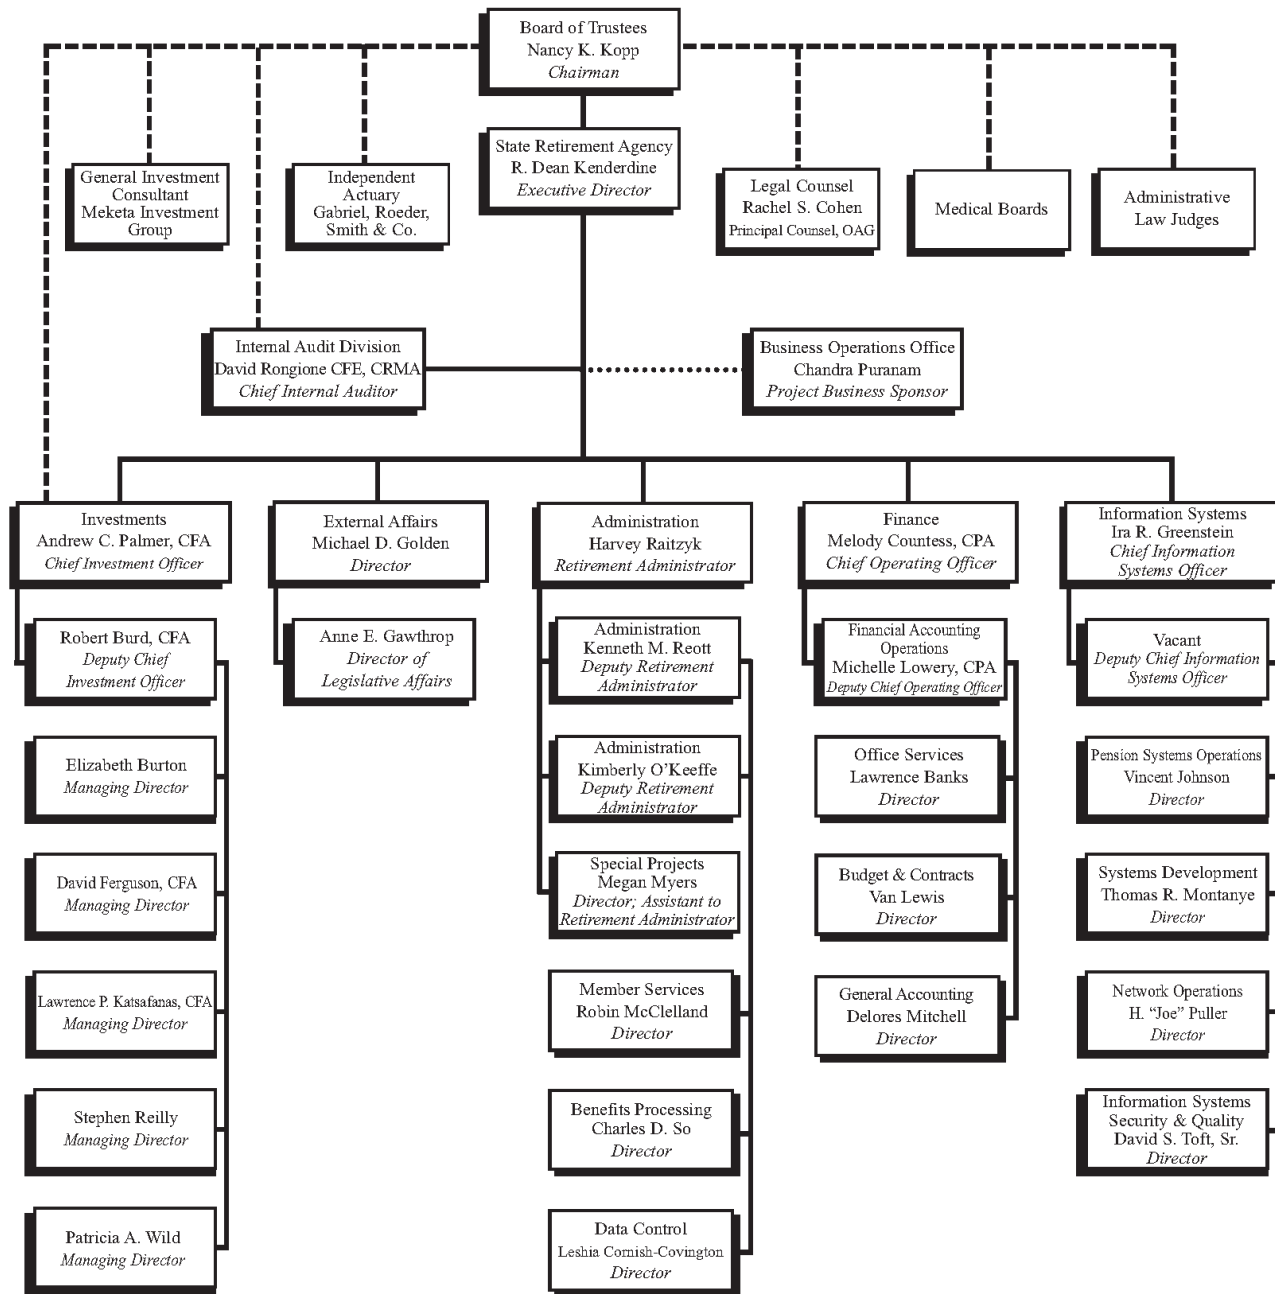 Board of Trustees
Nancy K. Kopp
Chairman
State Retirement Agency
R. Dean Kenderdine
Executive Director
General Investment
Consultant
Meketa Investment
Group
Independent
Actuary
Gabriel, Roeder,
Smith & Co.
Legal Counsel
Rachel S. Cohen
Principal Counsel, OAG
Medical Boards
Administrative
Law Judges
Internal Audit Division
David Rongione CFE, CRMA
Chief Internal Auditor
Business Operations Office
Chandra Puranam
Project Business Sponsor
Investments
Andrew C. Palmer, CFA
Chief Investment Officer
External Affairs
Michael D. Golden
Director
Administration
Harvey Raitzyk
Retirement Administrator
Finance
Melody Countess, CPA
Chief Operating Officer
Information Systems
Ira R. Greenstein
Chief Information
Systems Officer
Robert Burd, CFA
Deputy Chief
Investment Officer
Anne E. Gawthrop
Director of
Legislative Affairs
Administration
Kenneth M. Reott
Deputy Retirement
Administrator
Financial Accounting
Operations
Michelle Lowery, CPA
Deputy Chief Operating Officer
Vacant
Deputy Chief Information
Systems Officer
Elizabeth Burton
Managing Director
Administration
Kimberly O’Keeffe
Deputy Retirement
Administrator
Office Services
Lawrence Banks
Director
Pension Systems Operations
Vincent Johnson
Director
David Ferguson, CFA
Managing Director
Special Projects
Megan Myers
Director; Assistant to
Retirement Administrator
Budget & Contracts
Van Lewis
Director
Systems Development
Thomas R. Montanye
Director
Lawrence P. Katsafanas, CFA
Managing Director
Member Services
Robin McClelland
Director
General Accounting
Delores Mitchell
Director
Network Operations
H. “Joe” Puller
Director
Stephen Reilly
Managing Director
Benefits Processing
Charles D. So
Director
Information Systems
Security & Quality
David S. Toft, Sr.
Director
Patricia A. Wild
Managing Director
Data Control
Leshia Cornish-Covington
Director